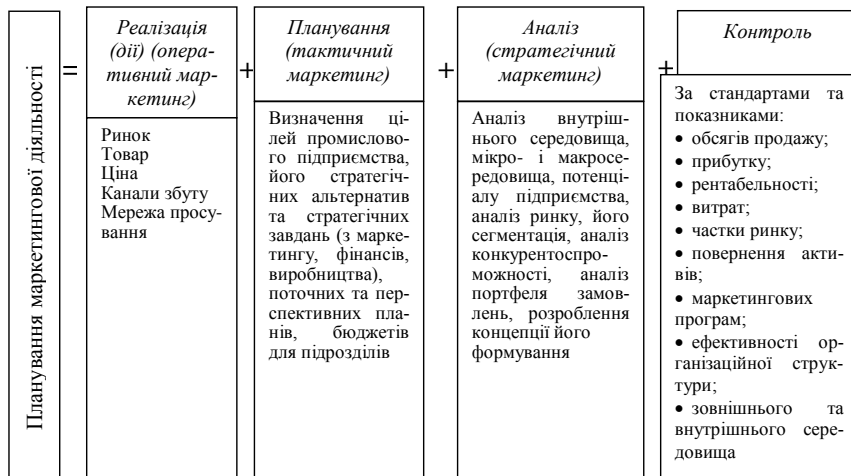 Планування маркетингової діяльності
=
Реалізація
(дії) (опе-
ративний мар-
кетинг)
Ринок
Товар
Ціна
Канали збуту
Мережа просу-
вання
+
Планування
(тактичний
маркетинг)
Визначення ці-
лей промислового
підприємства,
його стратегіч-
них альтернатив
та стратегічних
завдань (з марке-
тингу, фінансів,
виробництва),
поточних та пер-
спективних пла-
нів, бюджетів
для підрозділів
+
Аналіз
(стратегічний
маркетинг)
Аналіз внутріш-
нього середовища,
мікро- і макросе-
редовища, потенці-
алу підприємства,
аналіз ринку, його
сегментація, аналіз
конкурентоспро-
можності, аналіз
портфеля замов-
лень, розроблення
концепції його
формування
+
Контроль
За стандартами та
показниками:
• обсягів продажу;
• прибутку;
• рентабельності;
• витрат;
• частки ринку;
• повернення акти-
вів;
• маркетингових
програм;
• ефективності ор-
ганізаційної струк-
тури;
• зовнішнього та
внутрішнього сере-
довища